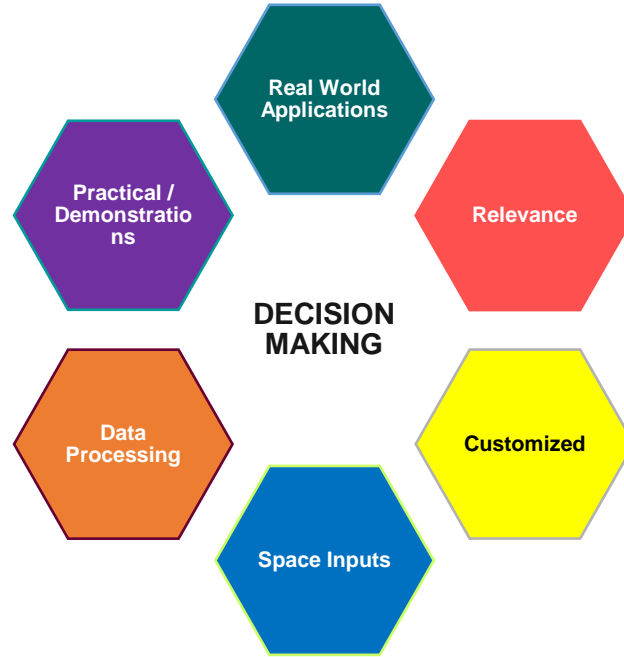 Real World
Applications
Practical /
Demonstratio
ns
Relevance
DECISION
MAKING
Data
Processing
Customized
Space Inputs